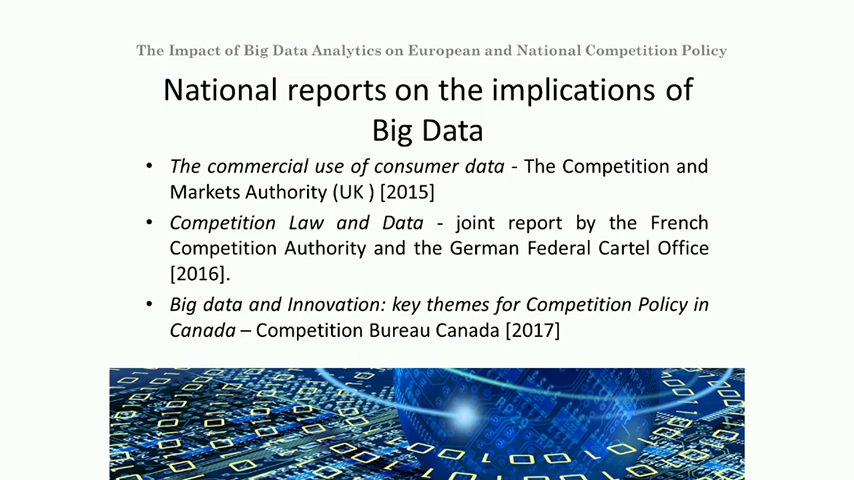 The Impact of Big Data Analytics on European and National Competition Policy
National reports on the implications of
Big Data
• The commercial use of consumer data - The Competition and
Markets Authority (UK ) [2015]
• Competition Law and Data - joint report by the French
Competition Authority and the German Federal Cartel Office
[2016].
• Big data and Innovation: key themes for Competition Policy in
Canada – Competition Bureau Canada [2017]